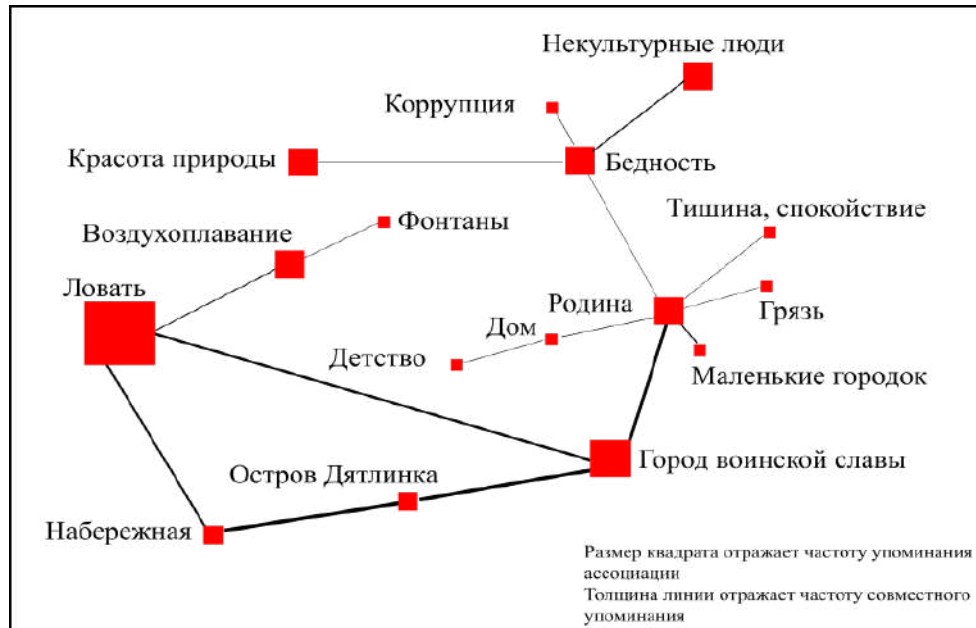 Некультурные люди
Коррупция
Красота природы
Бедность
Тишина, спокойствие
Фонтаны
Воздухоплавание
Ловать
Родина
Грязь
Дом
Детство
Маленькие городок
Город воинской славы
Остров Дятлинка
Набережная
Размер квадрата отражает частоту упоминания
ассоциации
Толщина линии отражает частоту совместного
упоминания